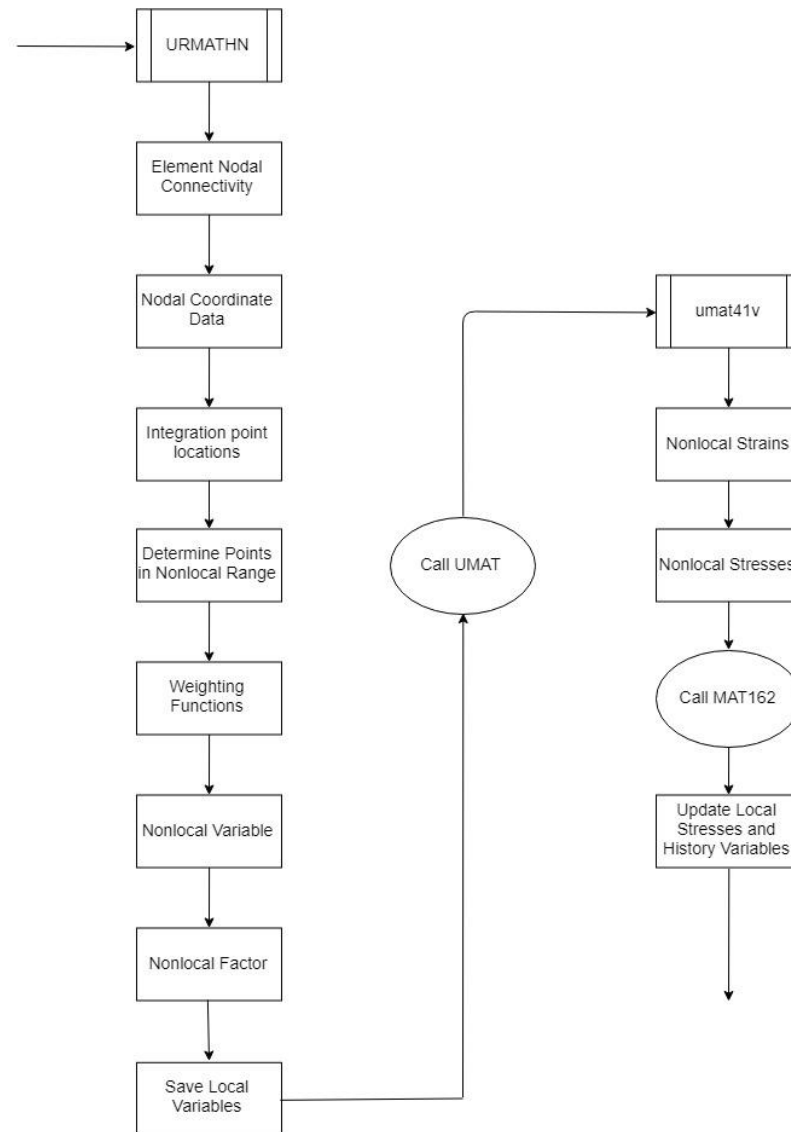 URMATHN
Element Nodal
Connectivity
Nodal Coordinate
Data
Integration point
locations
Determine Points
in Nonlocal Range
Weighting
Functions
Nonlocal Variable
Nonlocal Factor
Save Local
Variables
Call UMAT
umat41v
Nonlocal Strains
Nonlocal Stresses
Call MAT162
Update Local
Stresses and
History Variables